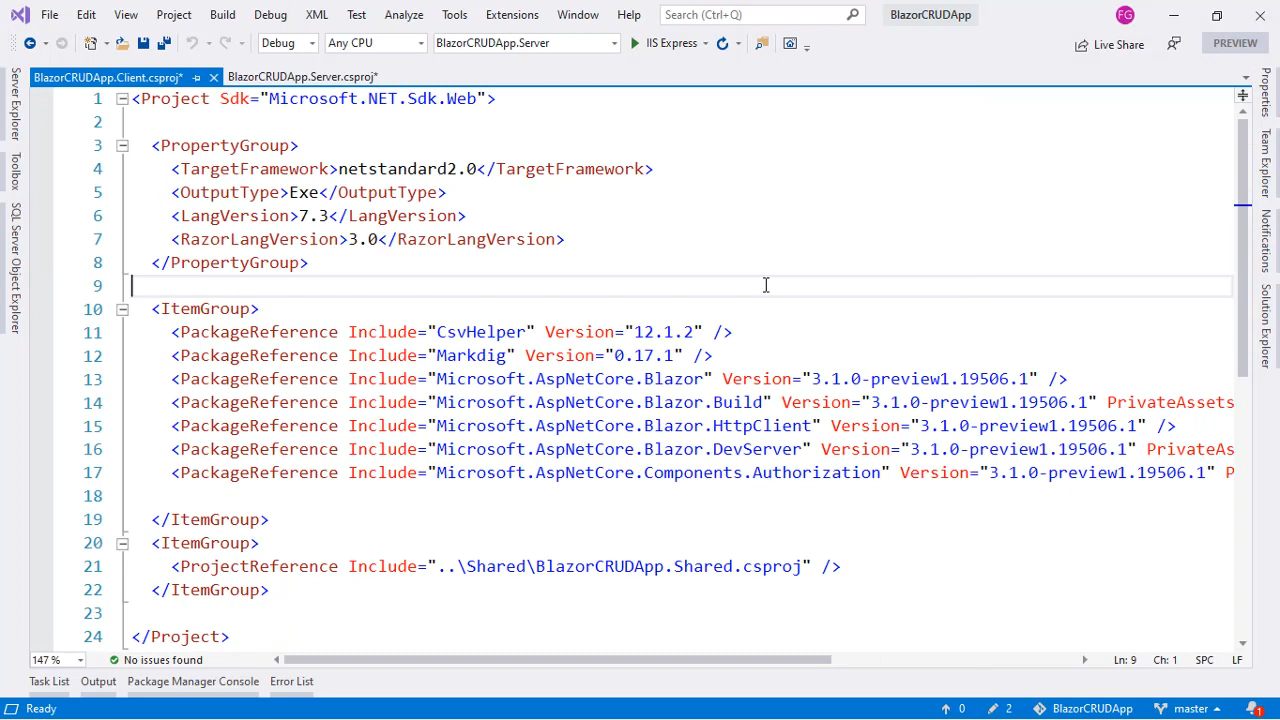 File Edit View Project Build Debug XML Test Analyze Tools Extensions Window Help Search (Ctrl+Q) BlazorCRUDApp FG
Debug Any CPU BlazorCRUDApp.Server IIS Express Live Share PREVIEW
BlazorCRUDApp.Client.csproj* BlazorCRUDApp.Server.csproj*
Server Explorer
Toolbox
SQL Server Object Explorer
1 <Project Sdk="Microsoft.NET.Sdk.Web">
2
3 <PropertyGroup>
4 <TargetFramework>netstandard2.0</TargetFramework>
5 <OutputType>Exe</OutputType>
6 <LangVersion>7.3</LangVersion>
7 <RazorLangVersion>3.0</RazorLangVersion>
8 </PropertyGroup>
9
10 <ItemGroup>
11 <PackageReference Include="CsvHelper" Version="12.1.2" />
12 <PackageReference Include="Markdig" Version="0.17.1" />
13 <PackageReference Include="Microsoft.AspNetCore.Blazor" Version="3.1.0-preview1.19506.1" />
14 <PackageReference Include="Microsoft.AspNetCore.Blazor.Build" Version="3.1.0-preview1.19506.1" PrivateAssets
15 <PackageReference Include="Microsoft.AspNetCore.Blazor.HttpClient" Version="3.1.0-preview1.19506.1" />
16 <PackageReference Include="Microsoft.AspNetCore.Blazor.DevServer" Version="3.1.0-preview1.19506.1" PrivateAs
17 <PackageReference Include="Microsoft.AspNetCore.Components.Authorization" Version="3.1.0-preview1.19506.1" P
18
19 </ItemGroup>
20 <ItemGroup>
21 <ProjectReference Include="..\Shared\BlazorCRUDApp.Shared.csproj" />
22 </ItemGroup>
23
24 </Project>
Properties
Team Explorer
Notifications
Solution Explorer
147 % No issues found Ln: 9 Ch: 1 SPC LF
Task List Output Package Manager Console Error List
Ready 0 2 BlazorCRUDApp master 1